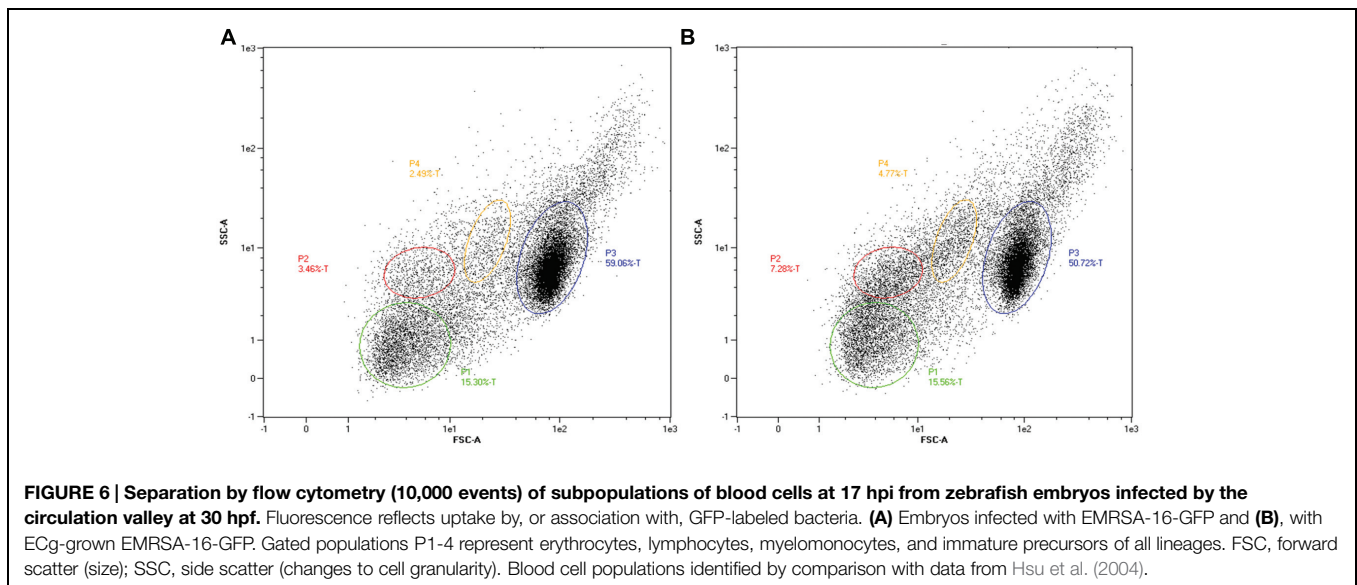 A
1e3
1e2
1e1
1
0
-1
SSC-A
P4
2.49%-T
P2
3.46%-T
P3
59.06%-T
P1
15.30%-T
-1 0 1 1e1 1e2 1e3
FSC-A
B
1e3
1e2
1e1
1
0
-1
SSC-A
P4
4.77%-T
P2
7.28%-T
P3
50.72%-T
P1
15.56%-T
-1 0 1 1e1 1e2 1e3
FSC-A
FIGURE 6 | Separation by flow cytometry (10,000 events) of subpopulations of blood cells at 17 hpi from zebrafish embryos infected by the
circulation valley at 30 hpf. Fluorescence reflects uptake by, or association with, GFP-labeled bacteria. (A) Embryos infected with EMRSA-16-GFP and (B), with
ECg-grown EMRSA-16-GFP. Gated populations P1-4 represent erythrocytes, lymphocytes, myelomonocytes, and immature precursors of all lineages. FSC, forward
scatter (size); SSC, side scatter (changes to cell granularity). Blood cell populations identified by comparison with data from Hsu et al. (2004).